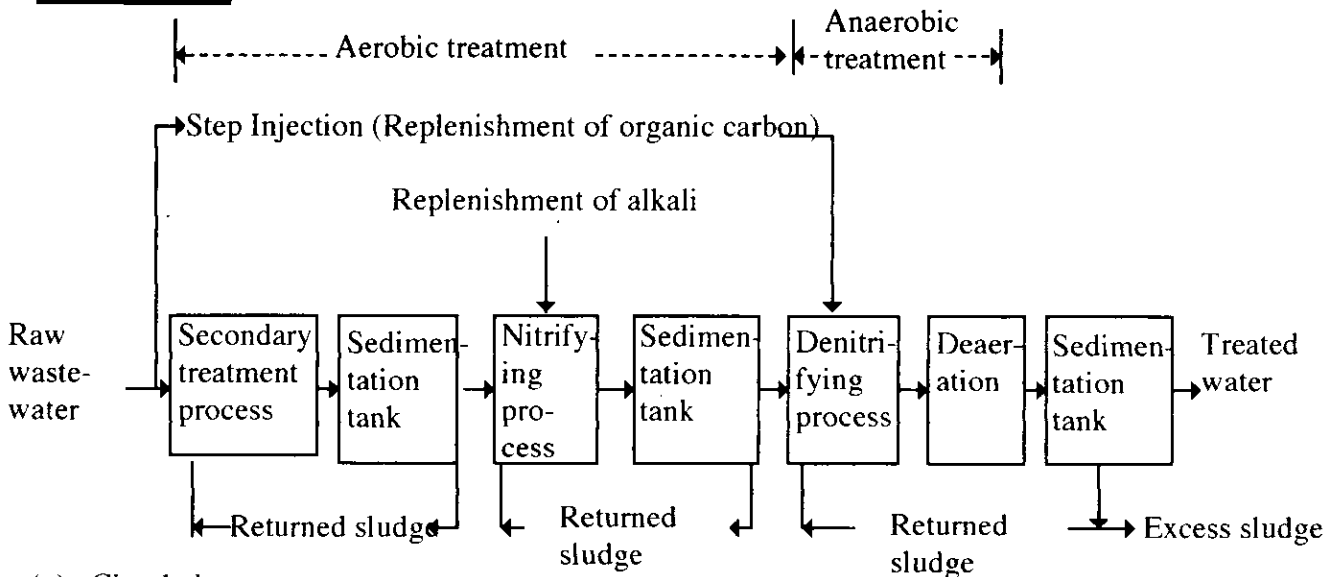 Aerobic treatment
Anaerobic
treatment
Step Injection (Replenishment of organic carbon)
Replenishment of alkali
Raw
waste-
water
Secondary
treatment
process
Sedimen-
tation
tank
Nitrify-
ing
pro-
cess
Sedimen-
tation
tank
Denitri-
fying
process
Deaer-
ation
Sedimen-
tation
tank
Treated
water
Returned sludge
Returned
sludge
Returned
sludge
Excess sludge